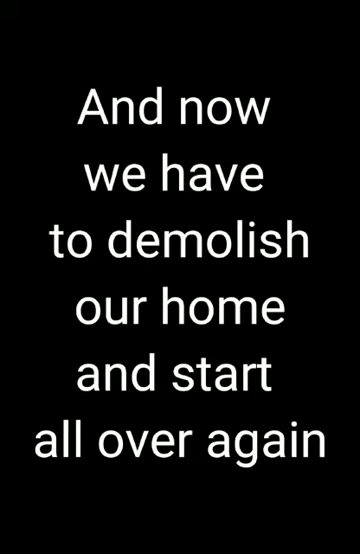 And now
we have
to demolish
our home
and start
all over again